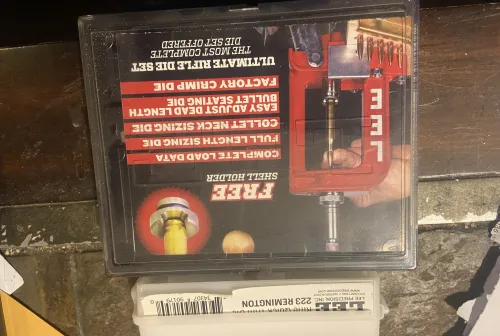 FREE
SHELL HOLDER
COMPLETE LOAD DATA
FULL LENGTH SIZING DIE
COLLET NECK SIZING DIE
EASY ADJUST DEAD LENGTH
BULLET SEATING DIE
FACTORY CRIMP DIE
ULTIMATE RIFLE DIE SET
THE MOST COMPLETE
DIE SET OFFERED
LEE
LEE
223 REMINGTON
LEE PRECISION, INC.